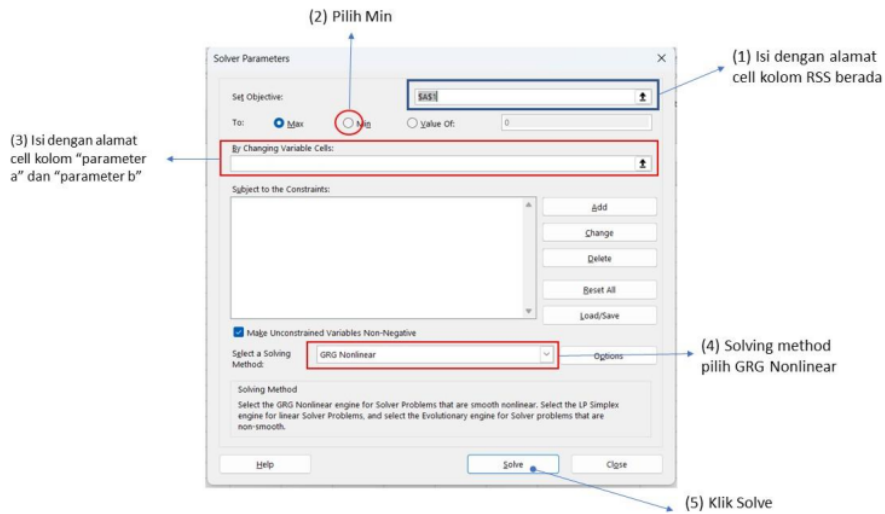 (2) Pilih Min
Solver Parameters
(1) Isi dengan alamat
cell kolom RSS berada
Set Objective:
$A$1
To:
Max
Min
Value Of:
0
(3) Isi dengan alamat
cell kolom “parameter
a” dan “parameter b”
By Changing Variable Cells:
Subject to the Constraints:
Add
Change
Delete
Reset All
Load/Save
Make Unconstrained Variables Non-Negative
Select a Solving
Method:
GRG Nonlinear
Options
(4) Solving method
pilih GRG Nonlinear
Solving Method
Select the GRG Nonlinear engine for Solver Problems that are smooth nonlinear. Select the LP Simplex
engine for linear Solver Problems, and select the Evolutionary engine for Solver problems that are
non-smooth.
Help
Solve
Close
(5) Klik Solve